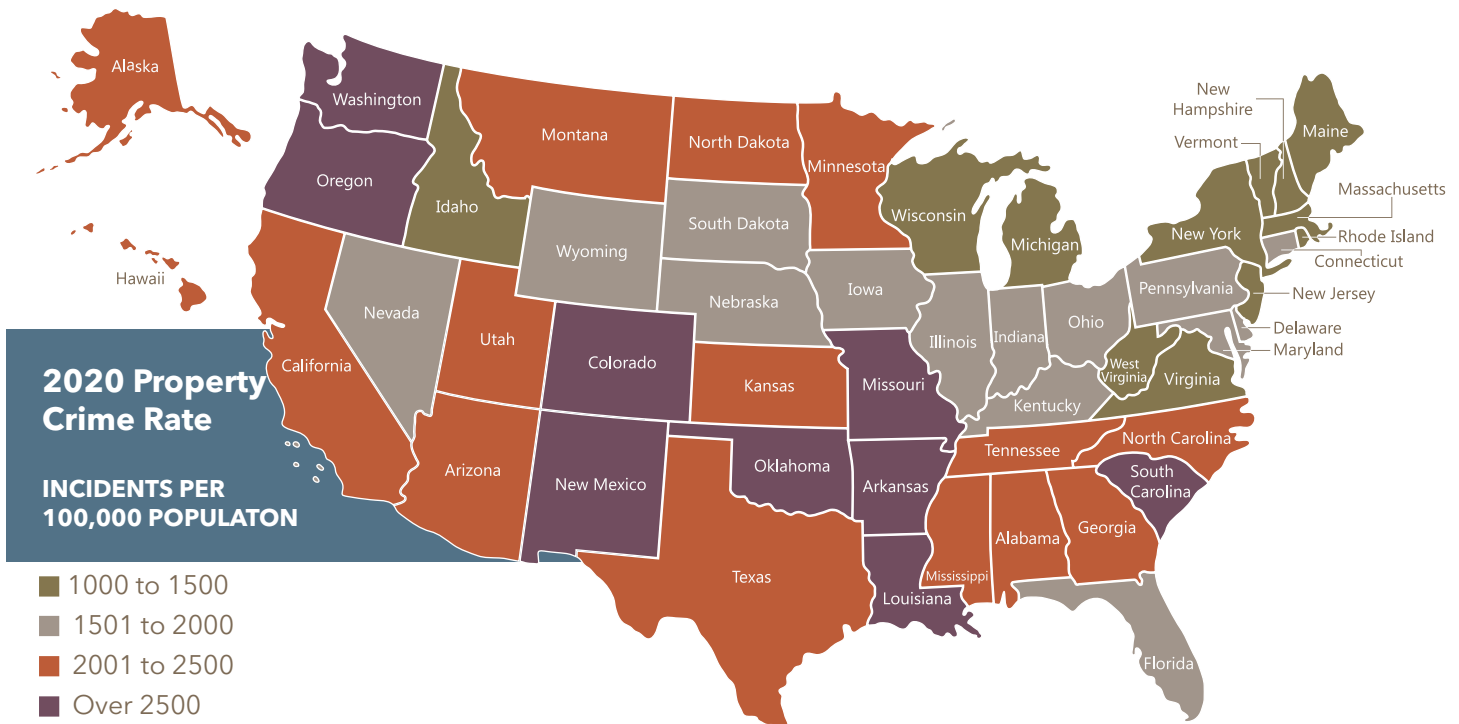 Alaska
Washington
Montana
North Dakota
Minnesota
New
Hampshire
Maine
Vermont
Oregon
Idaho
Wisconsin
Massachusetts
South Dakota
Wyoming
Michigan
New York
Rhode Island
Connecticut
Hawaii
Nevada
Nebraska
Iowa
Pennsylvania
New Jersey
Illinois
Indiana
Ohio
Delaware
Maryland
California
Utah
Colorado
Kansas
Missouri
West
Virginia
Virginia
Kentucky
2020 Property
Crime Rate
Arizona
New Mexico
Oklahoma
Arkansas
Tennessee
North Carolina
South
Carolina
INCIDENTS PER
100,000 POPULATON
Texas
Louisiana
Mississippi
Alabama
Georgia
Florida
1000 to 1500
1501 to 2000
2001 to 2500
Over 2500